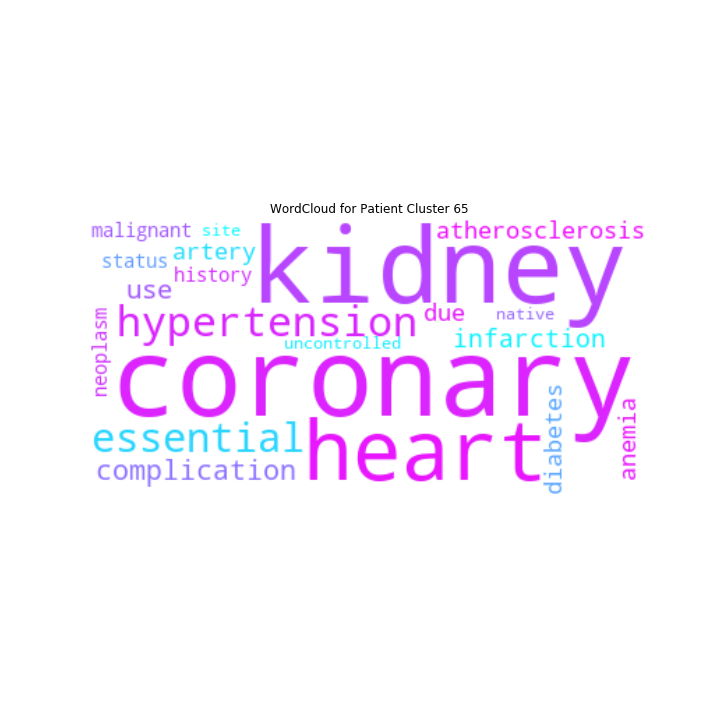 WordCloud for Patient Cluster 65
malignant
site
kidney
atherosclerosis
status
artery
history
use
hypertension
due
native
neoplasm
uncontrolled
infarction
coronary
essential
heart
diabetes
anemia
complication